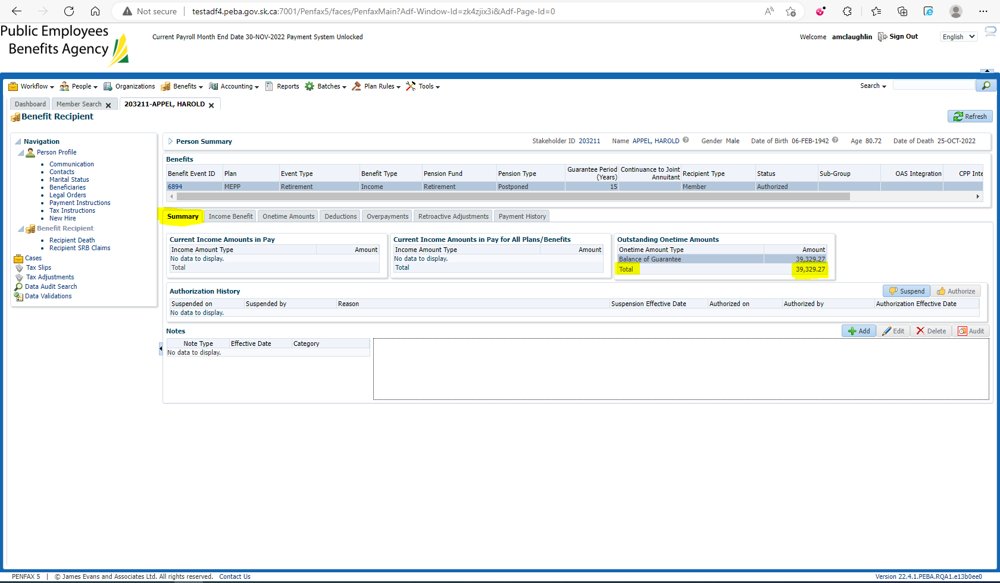 Not secure testadf4.peba.gov.sk.ca:7001/Penfax5/faces/PenfaxMain?Adf-Window-Id=zk4zjix3i&Adf-Page-Id=0
Public Employees
Benefits Agency
Current Payroll Month End Date 30-NOV-2022 Payment System Unlocked
Welcome amclaughlin Sign Out English
Workflow People Organizations Benefits Accounting Reports Batches Plan Rules Tools Search
Dashboard Member Search 203211-APPEL, HAROLD
Benefit Recipient Refresh
Navigation
Person Profile
Communication
Contacts
Marital Status
Beneficiaries
Legal Orders
Payment Instructions
Tax Instructions
New Hire
Benefit Recipient
Recipient Death
Recipient SRB Claims
Cases
Tax Slips
Tax Adjustments
Data Audit Search
Data Validations
Person Summary Stakeholder ID 203211 Name APPEL, HAROLD Gender Male Date of Birth 06-FEB-1942 Age 80.72 Date of Death 25-OCT-2022
Benefits
Benefit Event ID Plan Event Type Benefit Type Pension Fund Pension Type Guarantee Period (Years) Continuance to Joint Annuitant Recipient Type Status Sub-Group OAS Integration CPP Inte
6894 MEPP Retirement Income Retirement Postponed 15 Member Authorized
Summary Income Benefit Onetime Amounts Deductions Overpayments Retroactive Adjustments Payment History
Current Income Amounts in Pay
Income Amount Type Amount
No data to display.
Total
Current Income Amounts in Pay for All Plans/Benefits
Income Amount Type Amount
No data to display.
Total
Outstanding Onetime Amounts
Onetime Amount Type Amount
Balance of Guarantee 39,329.27
Total 39,329.27
Authorization History Suspend Authorize
Suspended on Suspended by Reason Suspension Effective Date Authorized on Authorized by Authorization Effective Date
No data to display.
Notes Add Edit Delete Audit
Note Type Effective Date Category
No data to display.
PENFAX 5 | © James Evans and Associates Ltd. All rights reserved. Contact Us Version 22.4.1.PEBA.RQA1.e13b0ee0